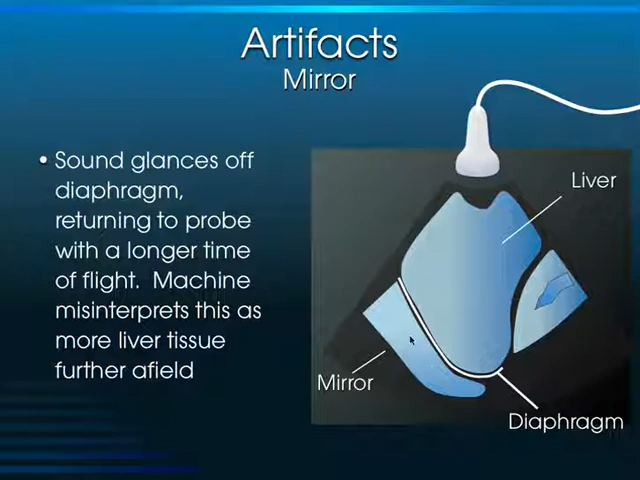 Artifacts
Mirror
• Sound glances off
diaphragm,
returning to probe
with a longer time
of flight. Machine
misinterprets this as
more liver tissue
further afield
Liver
Mirror
Diaphragm